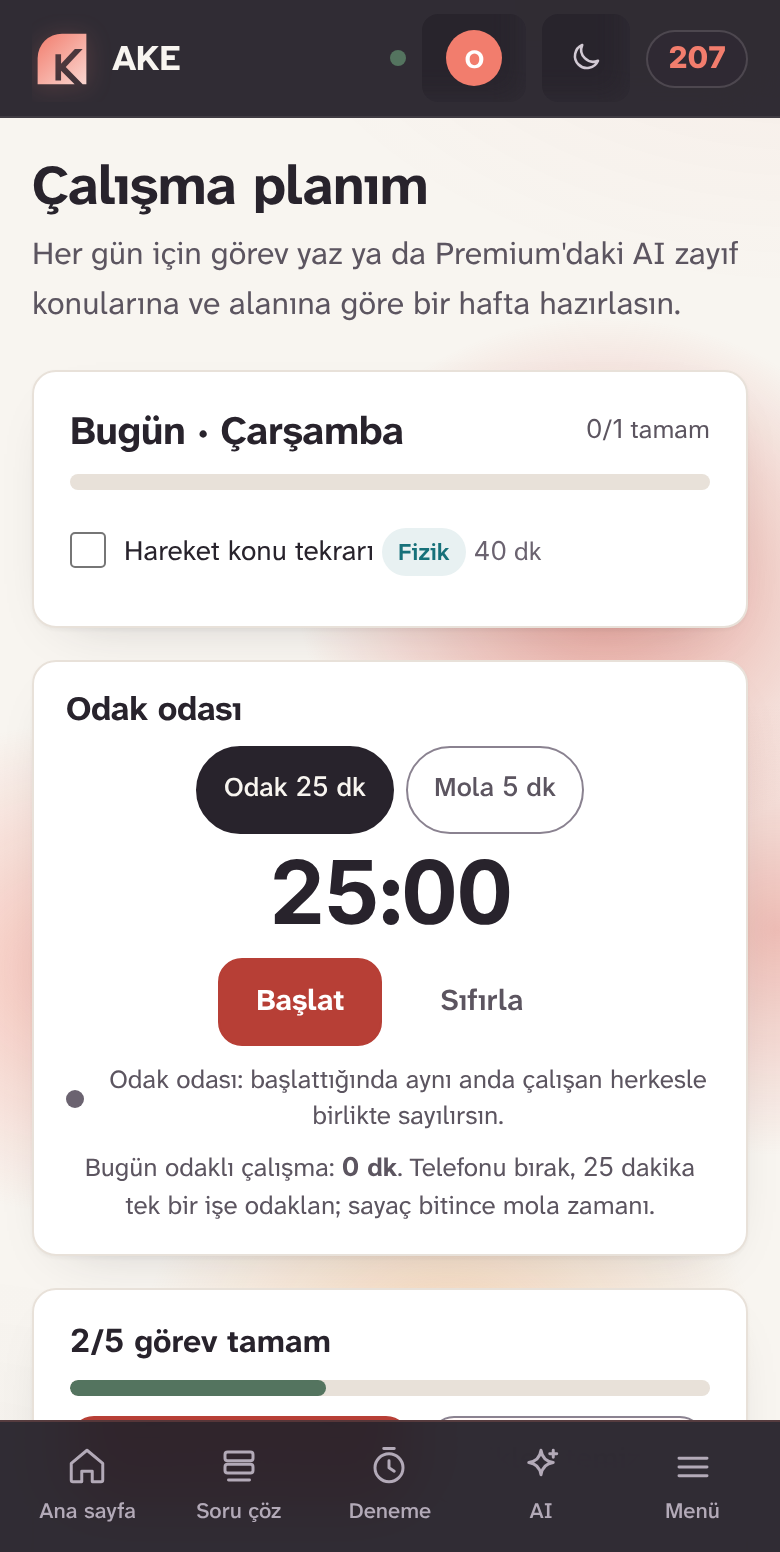 K AKE
O
207
Çalışma planım
Her gün için görev yaz ya da Premium'daki AI zayıf
konularına ve alanına göre bir hafta hazırlasın.
Bugün · Çarşamba
0/1 tamam
Hareket konu tekrarı Fizik 40 dk
Odak odası
Odak 25 dk
Mola 5 dk
25:00
Başlat
Sıfırla
Odak odası: başlattığında aynı anda çalışan herkesle
birlikte sayılırsın.
Bugün odaklı çalışma: 0 dk. Telefonu bırak, 25 dakika
tek bir işe odaklan; sayaç bitince mola zamanı.
2/5 görev tamam
Ana sayfa
Soru çöz
Deneme
AI
Menü